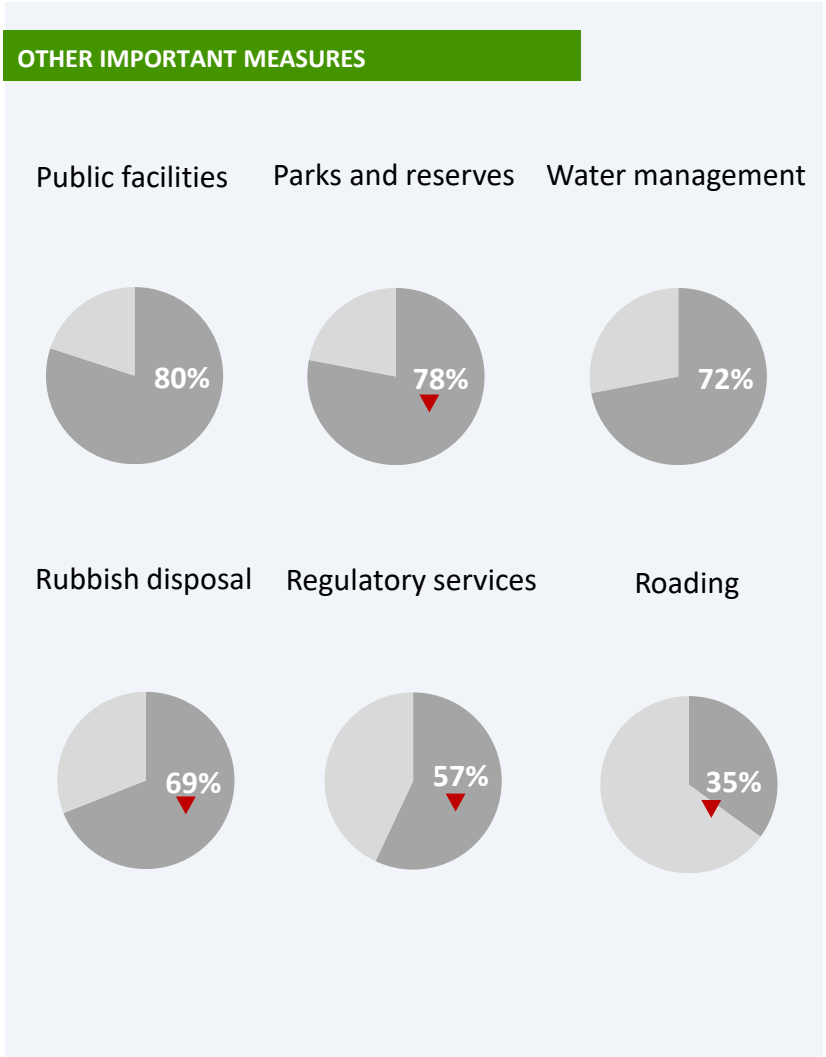 OTHER IMPORTANT MEASURES
Public facilities
Parks and reserves
Water management
80%
78%
72%
Rubbish disposal
Regulatory services
Roading
69%
57%
35%